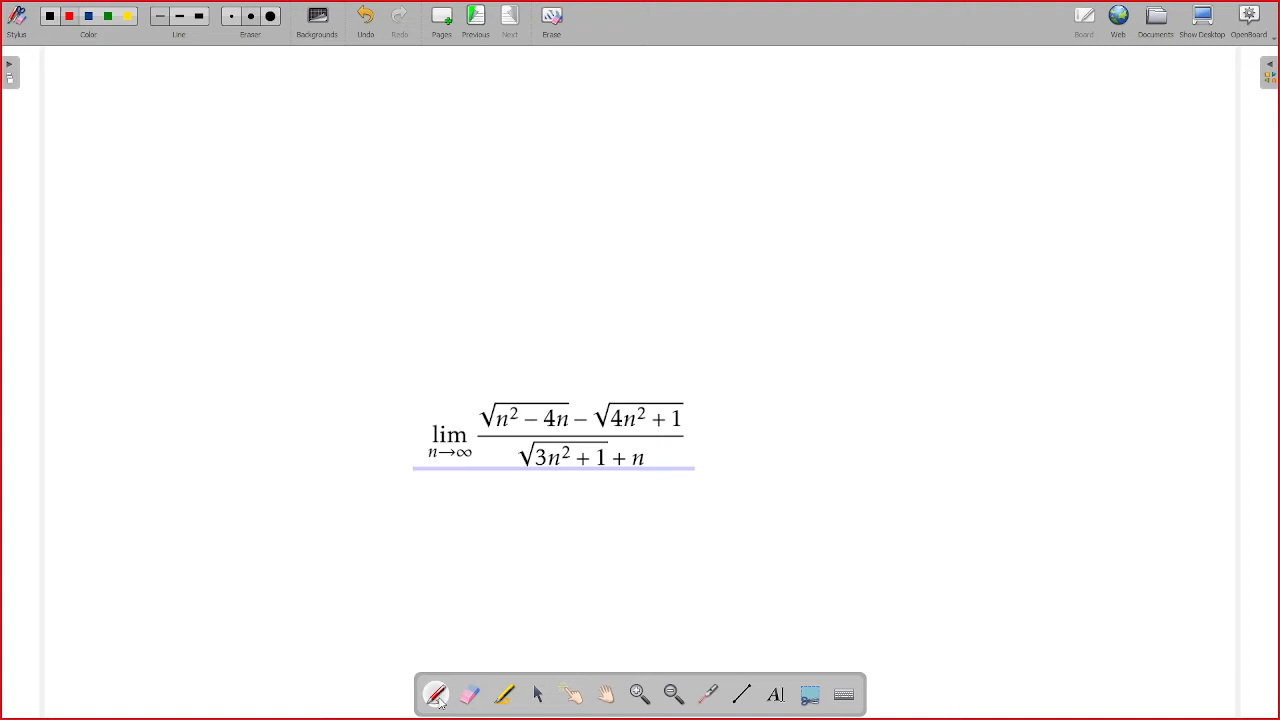 Stylus Color Line Eraser Backgrounds Undo Redo Pages Previous Next Erase Board Web Documents Show Desktop OpenBoard
lim n→∞ (√(n² − 4n) − √(4n² + 1)) / (√(3n² + 1) + n)